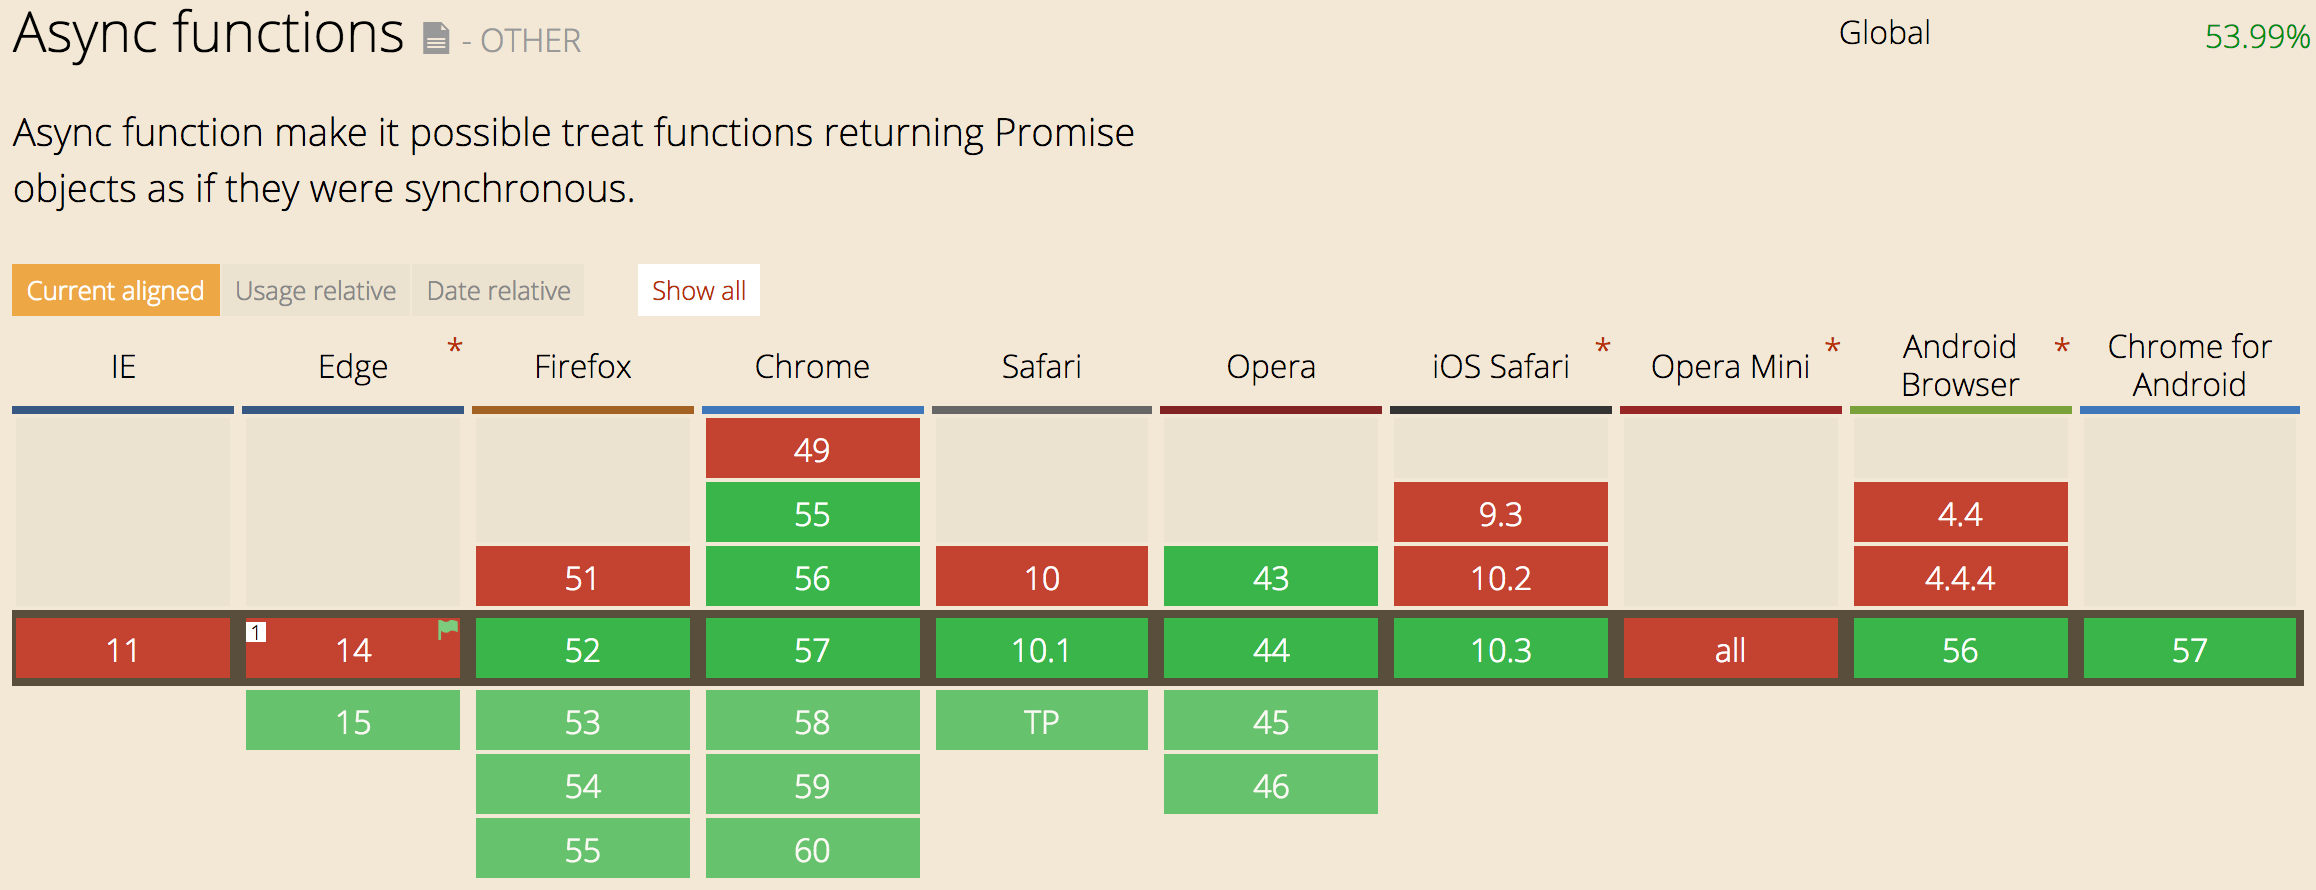 Async functions - OTHER
Global 53.99%
Async function make it possible treat functions returning Promise
objects as if they were synchronous.
Current aligned Usage relative Date relative Show all
IE Edge * Firefox Chrome Safari Opera iOS Safari * Opera Mini * Android Browser * Chrome for Android
49
55 9.3 4.4
51 56 10 43 10.2 4.4.4
11 1 14 52 57 10.1 44 10.3 all 56 57
15 53 58 TP 45
54 59 46
55 60